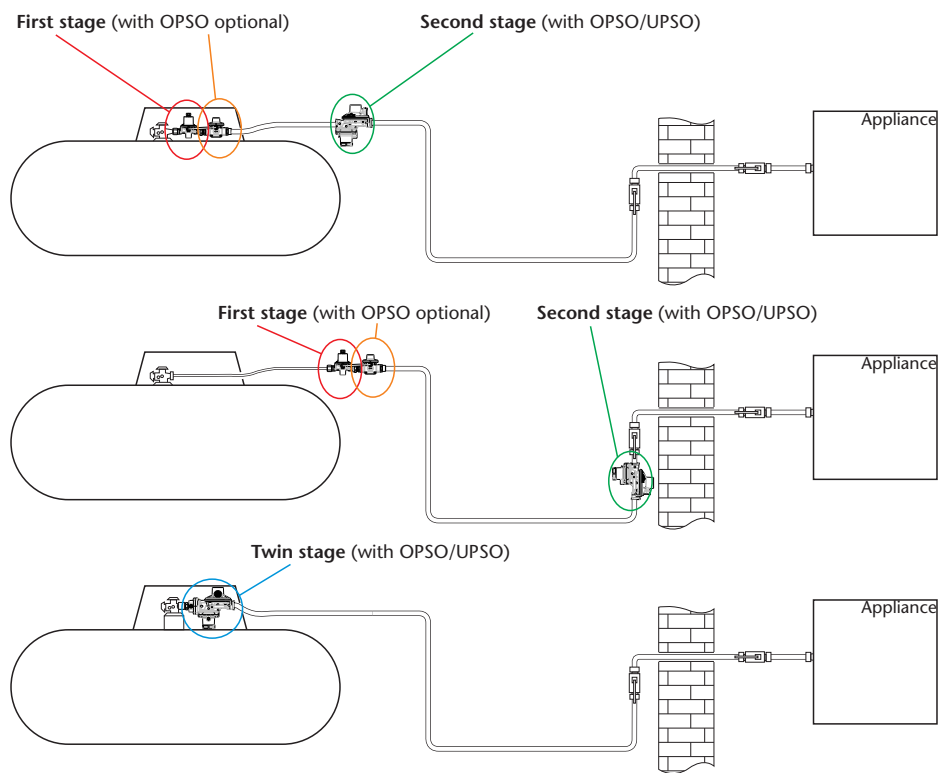 First stage (with OPSO optional)
Second stage (with OPSO/UPSO)
Appliance
First stage (with OPSO optional)
Second stage (with OPSO/UPSO)
Appliance
Twin stage (with OPSO/UPSO)
Appliance